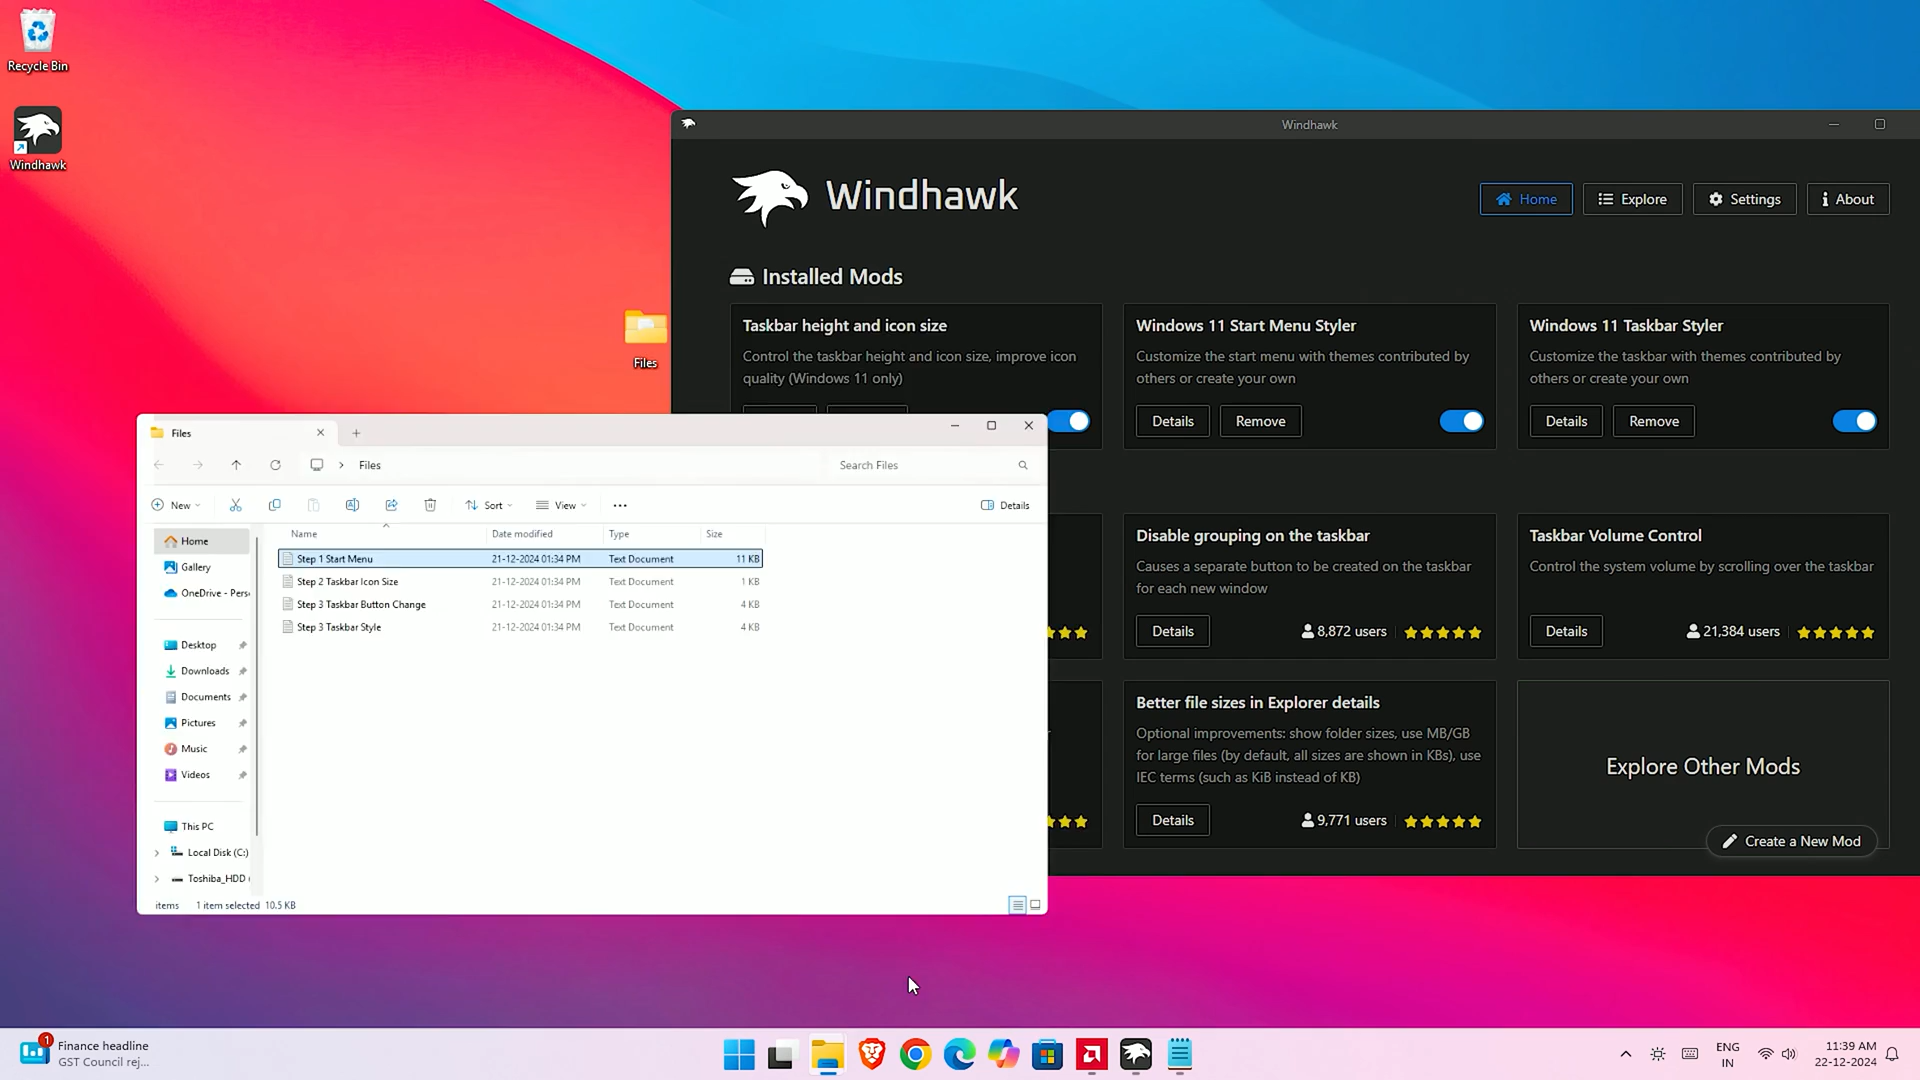 Recycle Bin
Windhawk
Files
Windhawk
Windhawk
Home
Explore
Settings
About
Installed Mods
Taskbar height and icon size
Control the taskbar height and icon size, improve icon
quality (Windows 11 only)
Windows 11 Start Menu Styler
Customize the start menu with themes contributed by
others or create your own
Details
Remove
Windows 11 Taskbar Styler
Customize the taskbar with themes contributed by
others or create your own
Details
Remove
Disable grouping on the taskbar
Causes a separate button to be created on the taskbar
for each new window
Details
8,872 users
Taskbar Volume Control
Control the system volume by scrolling over the taskbar
Details
21,384 users
Better file sizes in Explorer details
Optional improvements: show folder sizes, use MB/GB
for large files (by default, all sizes are shown in KBs), use
IEC terms (such as KiB instead of KB)
Details
9,771 users
Explore Other Mods
Create a New Mod
Files
Files
Search Files
New
Sort
View
Details
Home
Gallery
OneDrive - Pers
Desktop
Downloads
Documents
Pictures
Music
Videos
This PC
Local Disk (C:)
Toshiba_HDD (
Name Date modified Type Size
Step 1 Start Menu 21-12-2024 01:34 PM Text Document 11 KB
Step 2 Taskbar Icon Size 21-12-2024 01:34 PM Text Document 1 KB
Step 3 Taskbar Button Change 21-12-2024 01:34 PM Text Document 4 KB
Step 3 Taskbar Style 21-12-2024 01:34 PM Text Document 4 KB
items 1 item selected 10.5 KB
1
Finance headline
GST Council rej...
ENG
IN
11:39 AM
22-12-2024